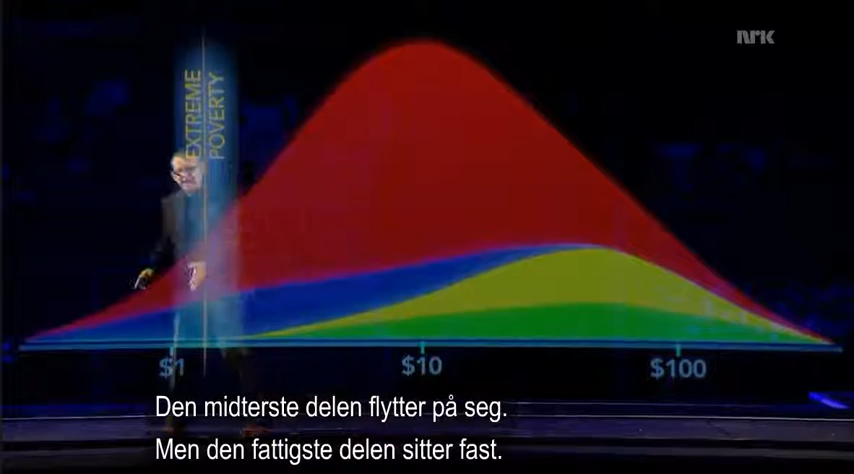 nrk
EXTREME
POVERTY
$1
$10
$100
Den midterste delen flytter på seg.
Men den fattigste delen sitter fast.